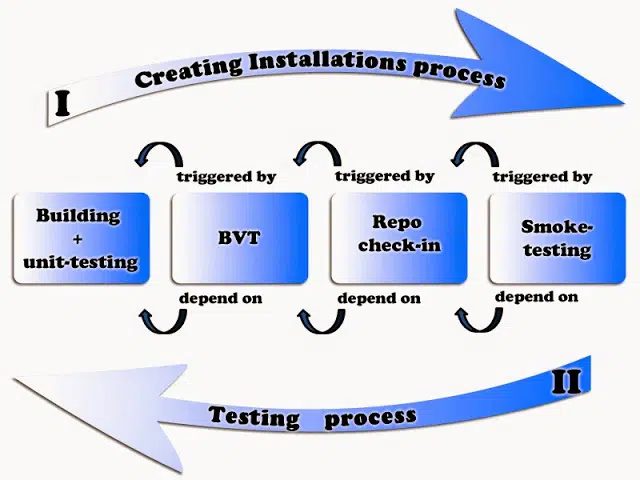 I
Creating Installations process
triggered by
triggered by
triggered by
Building
+
unit-testing
BVT
Repo
check-in
Smoke-
testing
depend on
depend on
depend on
II
Testing process